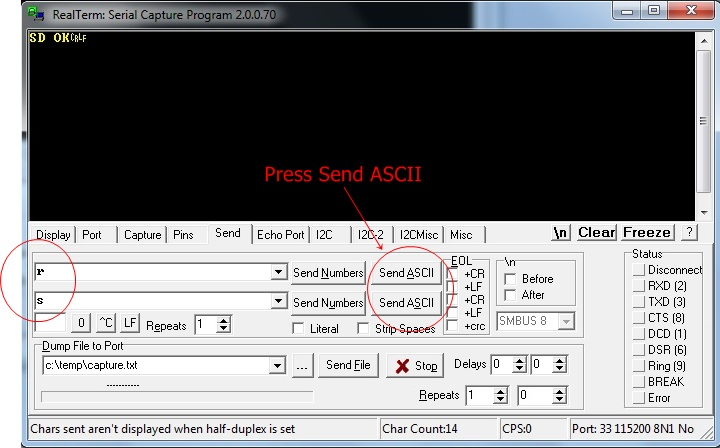 RealTerm: Serial Capture Program 2.0.0.70
SD OKCRLF
Press Send ASCII
Display Port Capture Pins Send Echo Port I2C I2C-2 I2CMisc Misc \n Clear Freeze ?
r Send Numbers Send ASCII
s Send Numbers Send ASCII
0 ^C LF Repeats 1 Literal Strip Spaces
EOL
+CR
+LF
+CR
+LF
+crc
\n
Before
After
SMBUS 8
Status
Disconnect
RXD (2)
TXD (3)
CTS (8)
DCD (1)
DSR (6)
Ring (9)
BREAK
Error
Dump File to Port
c:\temp\capture.txt ... Send File Stop Delays 0 0
Repeats 1 0
Chars sent aren't displayed when half-duplex is set Char Count:14 CPS:0 Port: 33 115200 8N1 No